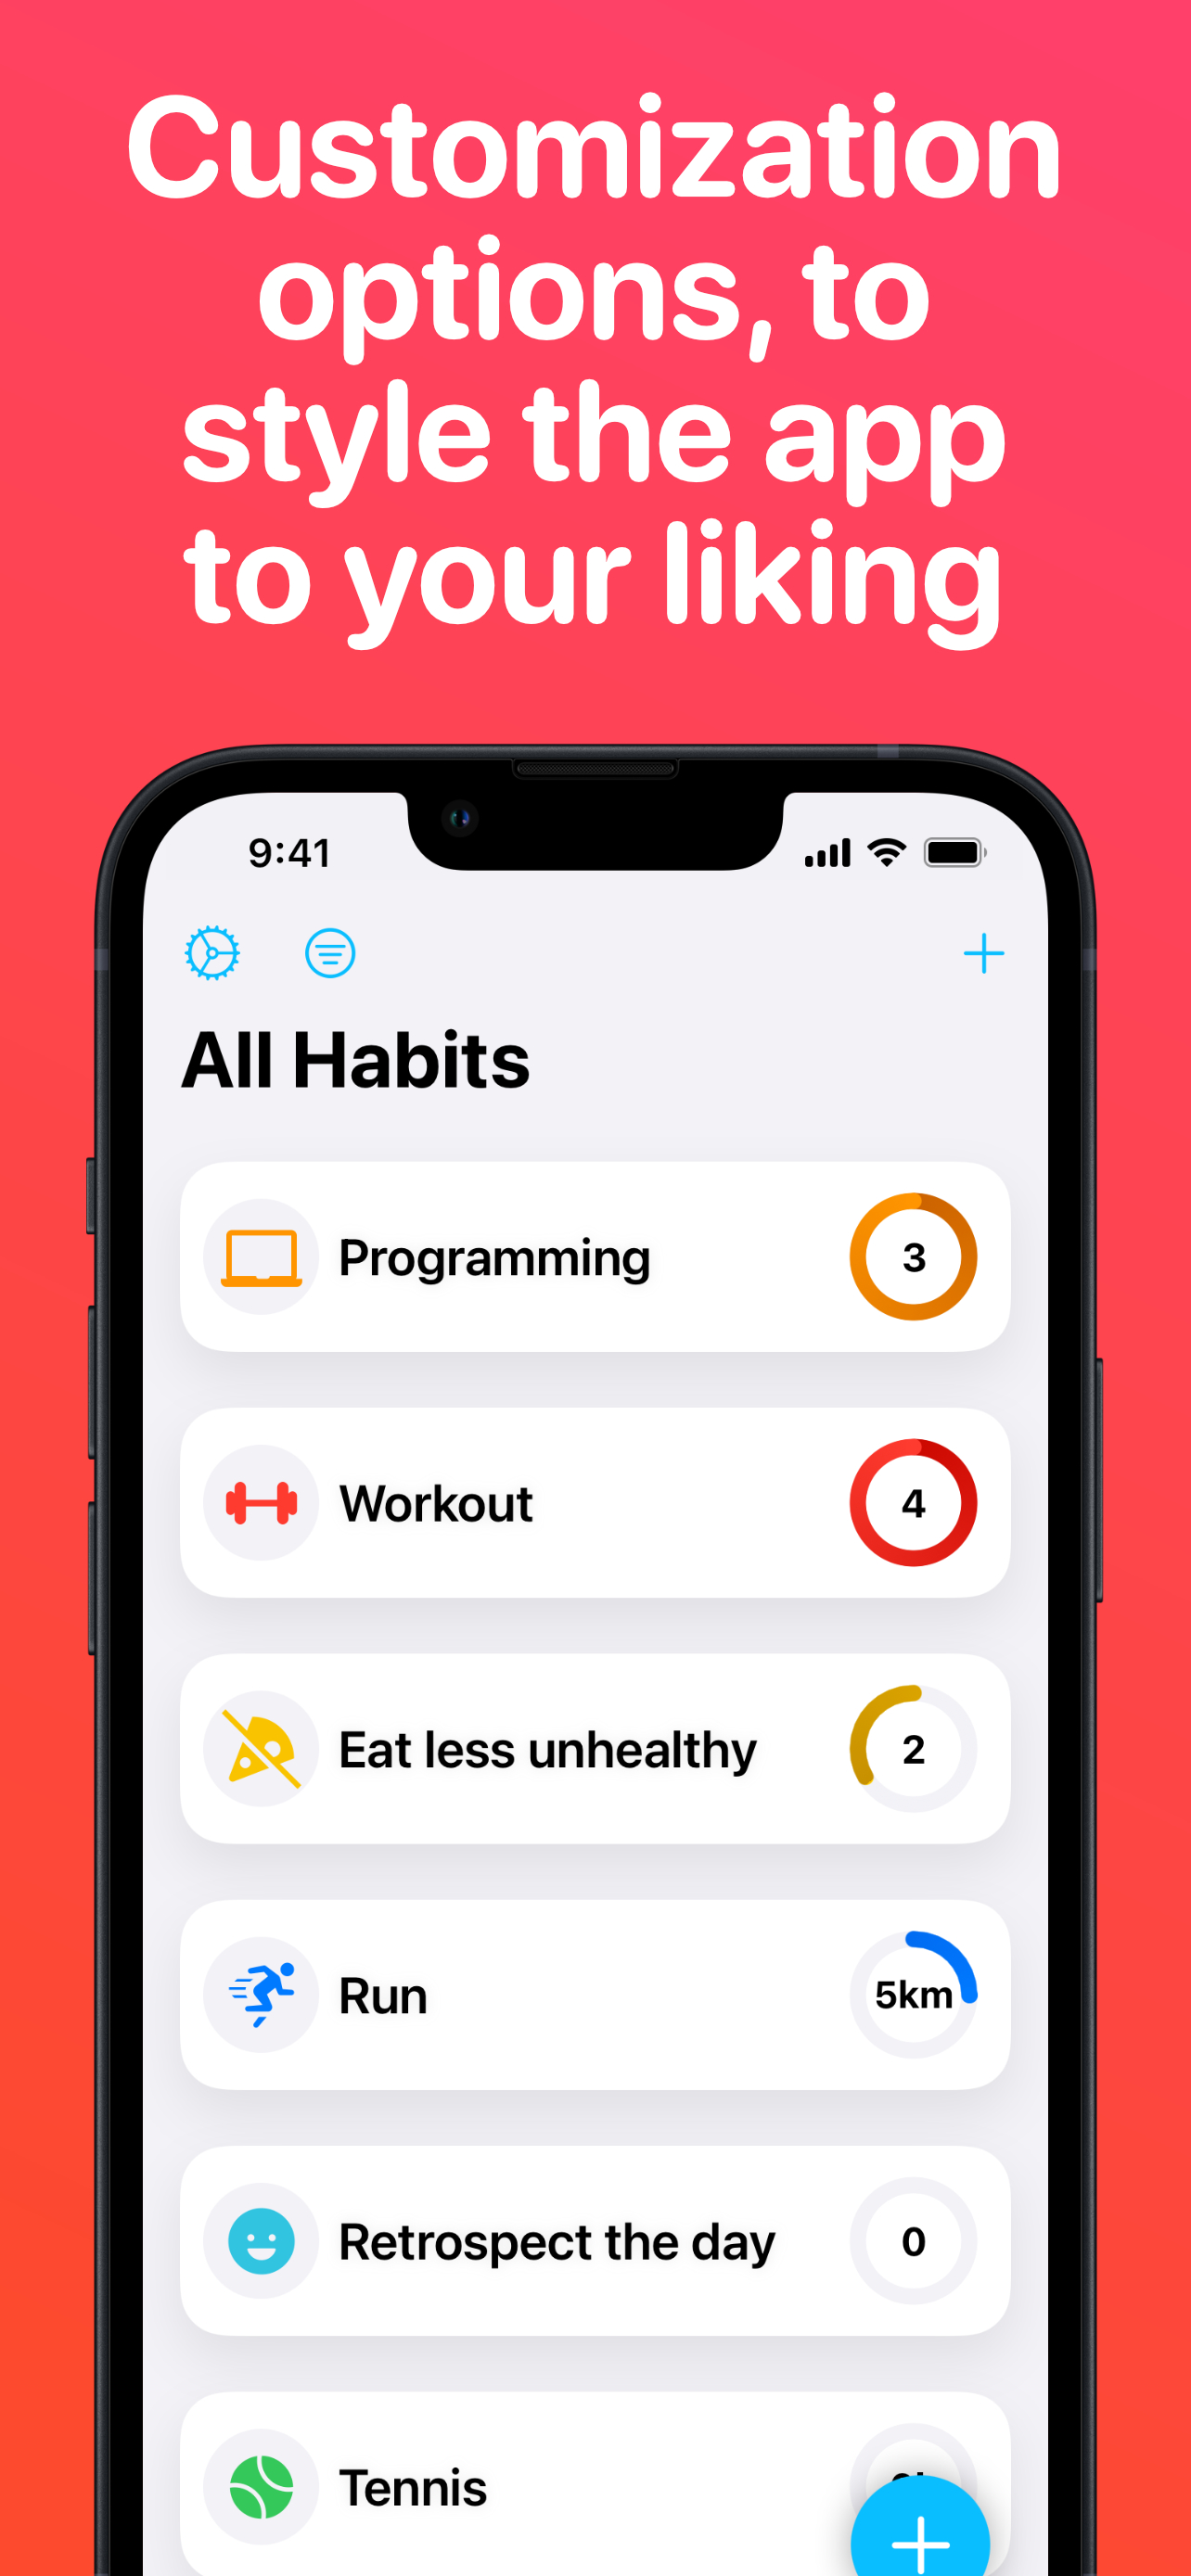 Customization
options, to
style the app
to your liking
9:41
All Habits
Programming
3
Workout
4
Eat less unhealthy
2
Run
5km
Retrospect the day
0
Tennis